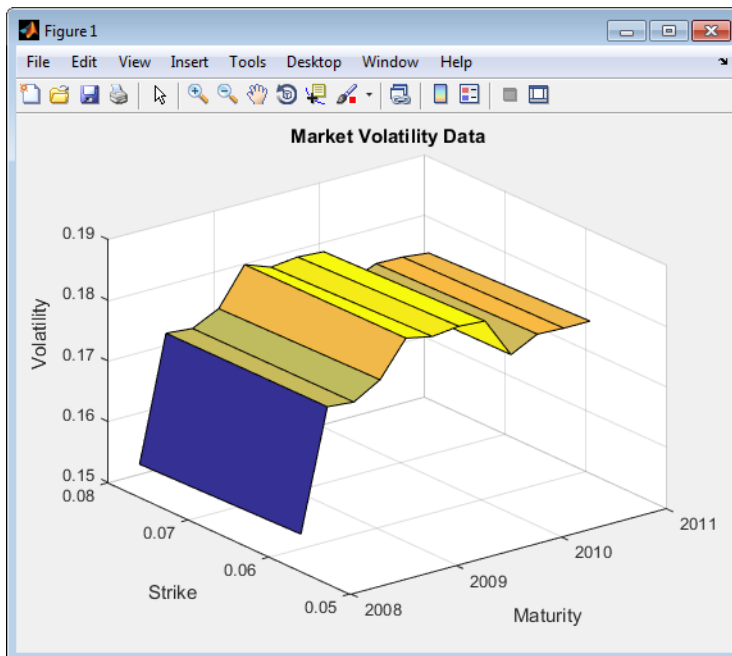 Figure 1
File Edit View Insert Tools Desktop Window Help
Market Volatility Data
0.19
0.18
0.17
0.16
0.15
Volatility
0.08
0.07
0.06
0.05
Strike
2008
2009
2010
2011
Maturity